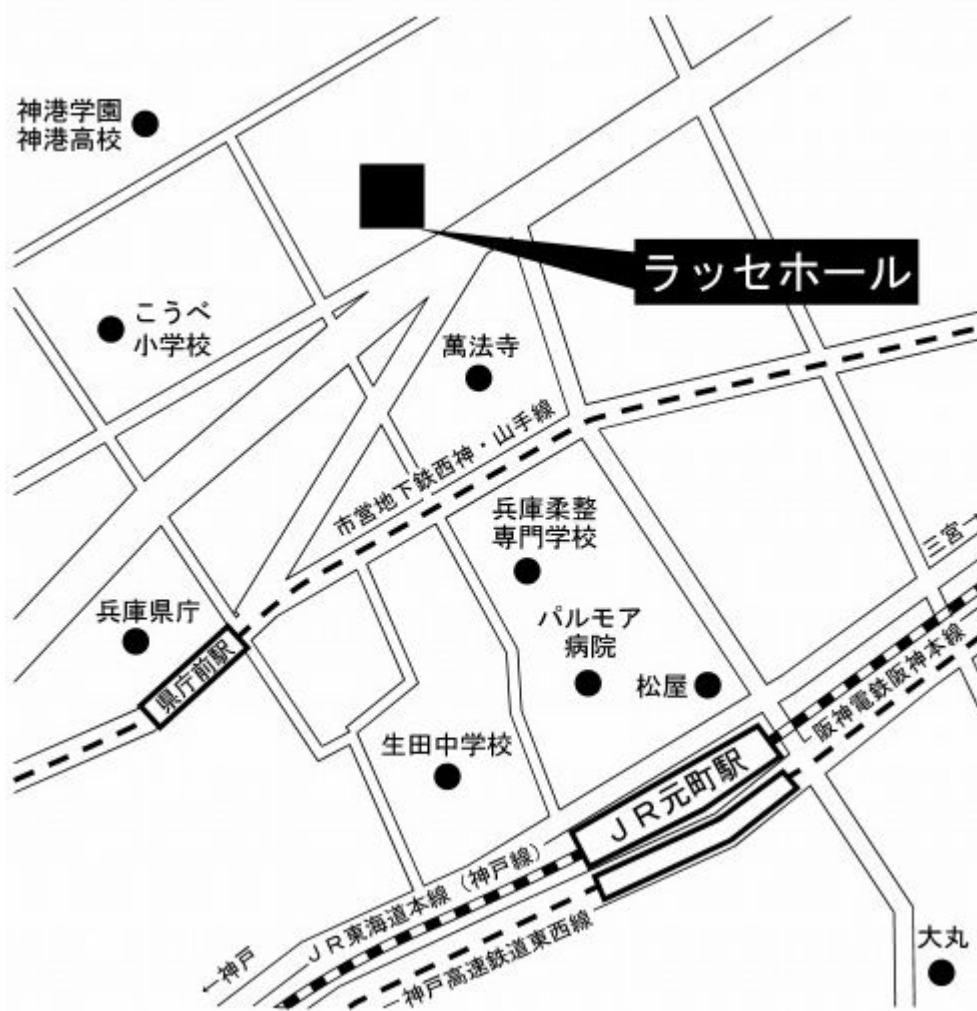 神港学園
神港高校
ラッセホール
こうべ
小学校
萬法寺
市営地下鉄西神・山手線
兵庫柔整
専門学校
三宮→
兵庫県庁
パルモア
病院
県庁前駅
松屋
阪神電鉄阪神本線
生田中学校
JR元町駅
JR東海道本線(神戸線)
←神戸
←神戸高速鉄道東西線
大丸